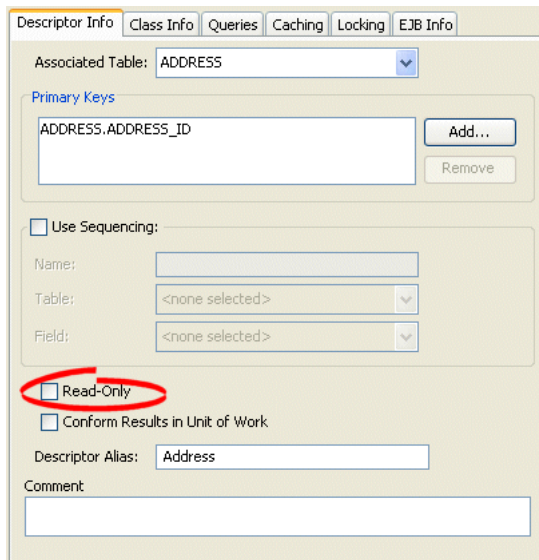 Descriptor Info Class Info Queries Caching Locking EJB Info
Associated Table: ADDRESS
Primary Keys
ADDRESS.ADDRESS_ID
Add...
Remove
Use Sequencing:
Name:
Table: <none selected>
Field: <none selected>
Read-Only
Conform Results in Unit of Work
Descriptor Alias: Address
Comment